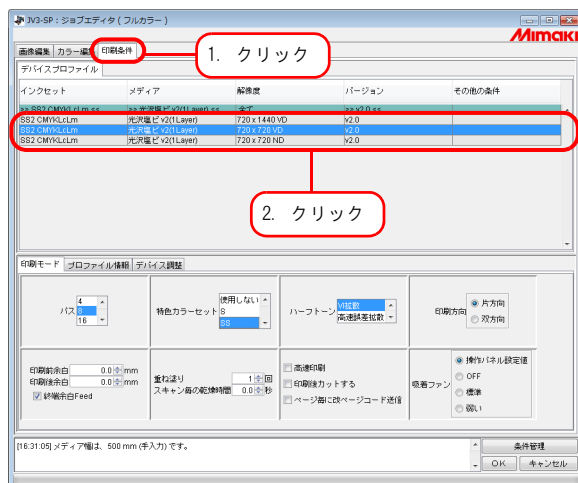 JV3-SP : ジョブエディタ ( フルカラー )
Mimaki
画像編集 カラー編集 印刷条件
1. クリック
デバイスプロファイル
インクセット メディア 解像度 バージョン その他の条件
>> SS2 CMYKLcLm << >> 光沢塩ビ v2(1Layer) << 全て >> v2.0 <<
SS2 CMYKLcLm 光沢塩ビ v2(1Layer) 720 x 1440 VD v2.0
SS2 CMYKLcLm 光沢塩ビ v2(1Layer) 720 x 720 VD v2.0
SS2 CMYKLcLm 光沢塩ビ v2(1Layer) 720 x 720 ND v2.0
2. クリック
印刷モード プロファイル情報 デバイス調整
パス 4 8 16
特色カラーセット 使用しない S SS
ハーフトーン VI拡散 高速誤差拡散
印刷方向 片方向 双方向
印刷前余白 0.0 mm
印刷後余白 0.0 mm
終端余白Feed
重ね塗り 1 回
スキャン毎の乾燥時間 0.0 秒
高速印刷
印刷後カットする
ページ毎に改ページコード送信
吸着ファン 操作パネル設定値 OFF 標準 弱い
[16:31:05] メディア幅は、500 mm (手入力) です。
条件管理
OK キャンセル